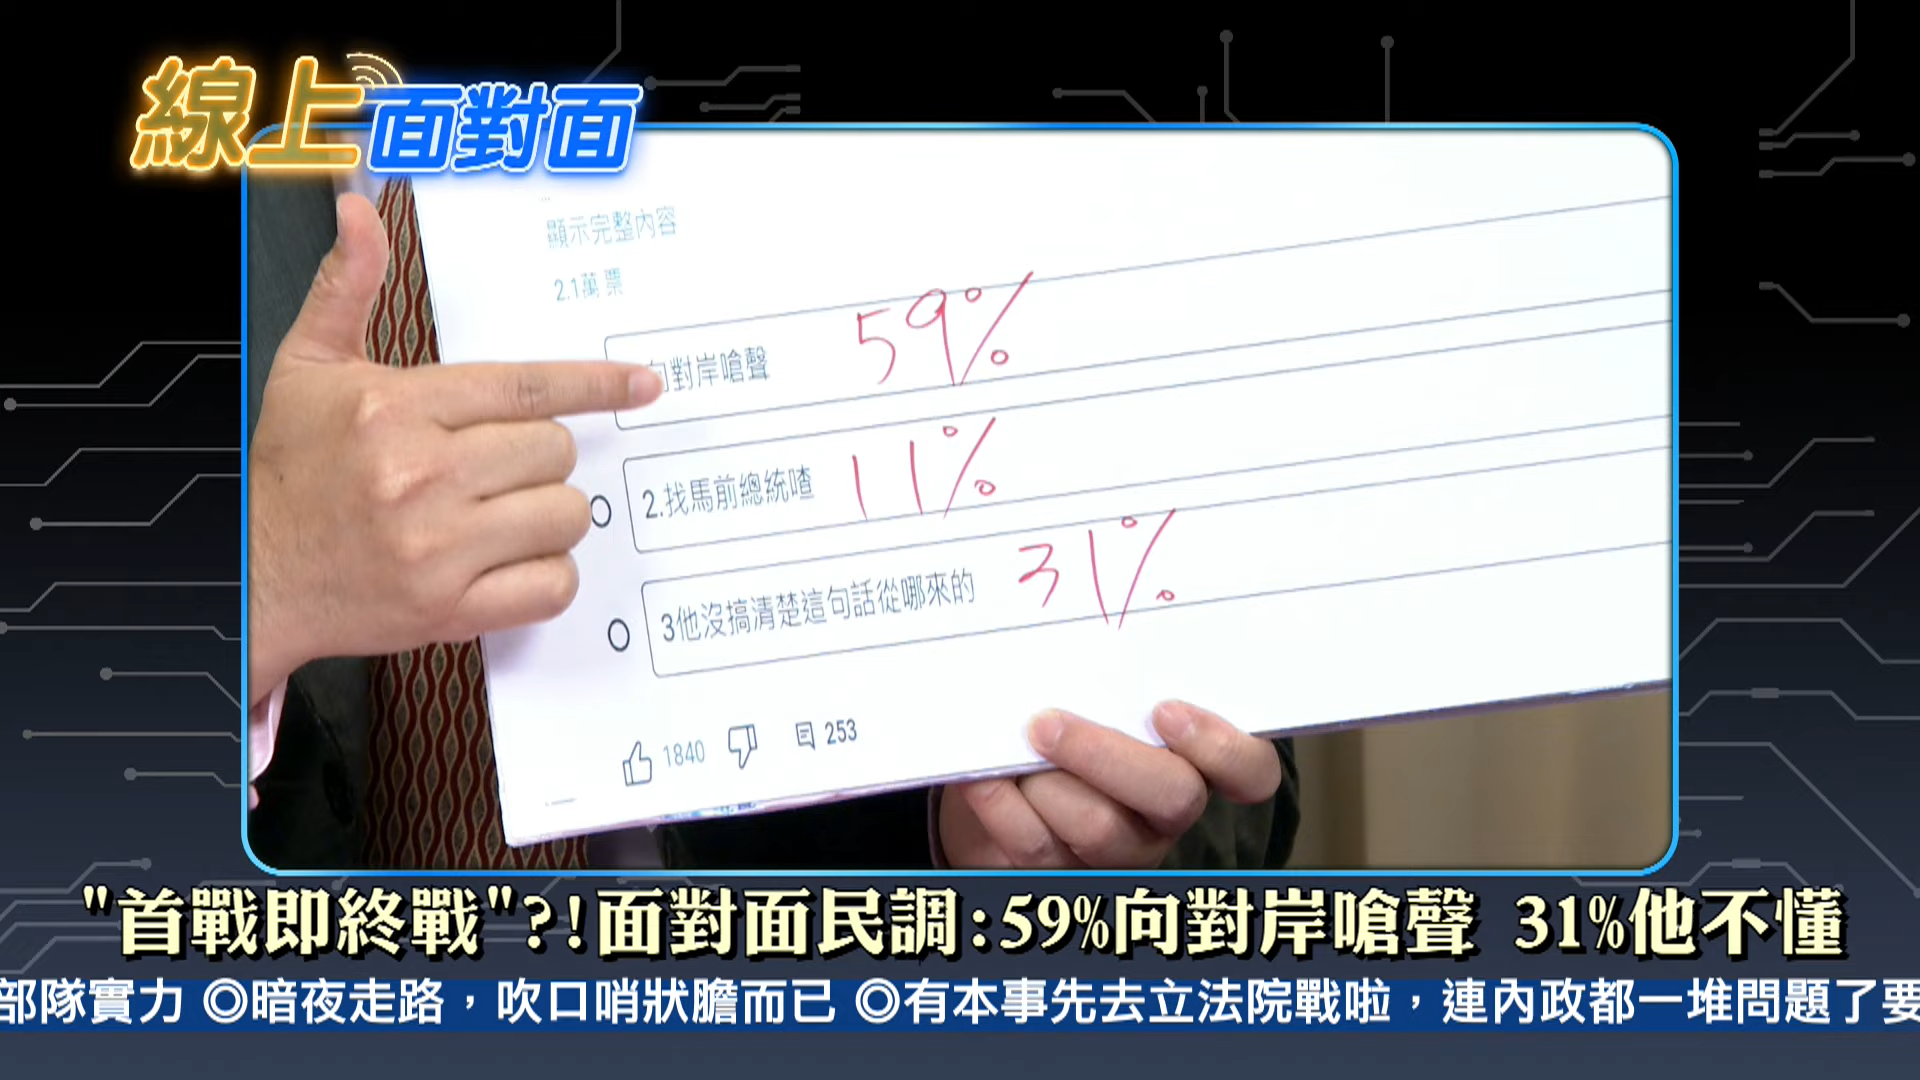 線上面對面
顯示完整內容
2.1萬 票
向對岸嗆聲 59%
2.找馬前總統喳 11%
3他沒搞清楚這句話從哪來的 31%
1840 253
"首戰即終戰"?!面對面民調:59%向對岸嗆聲 31%他不懂
部隊實力 ◎暗夜走路，吹口哨狀膽而已 ◎有本事先去立法院戰啦，連內政都一堆問題了要